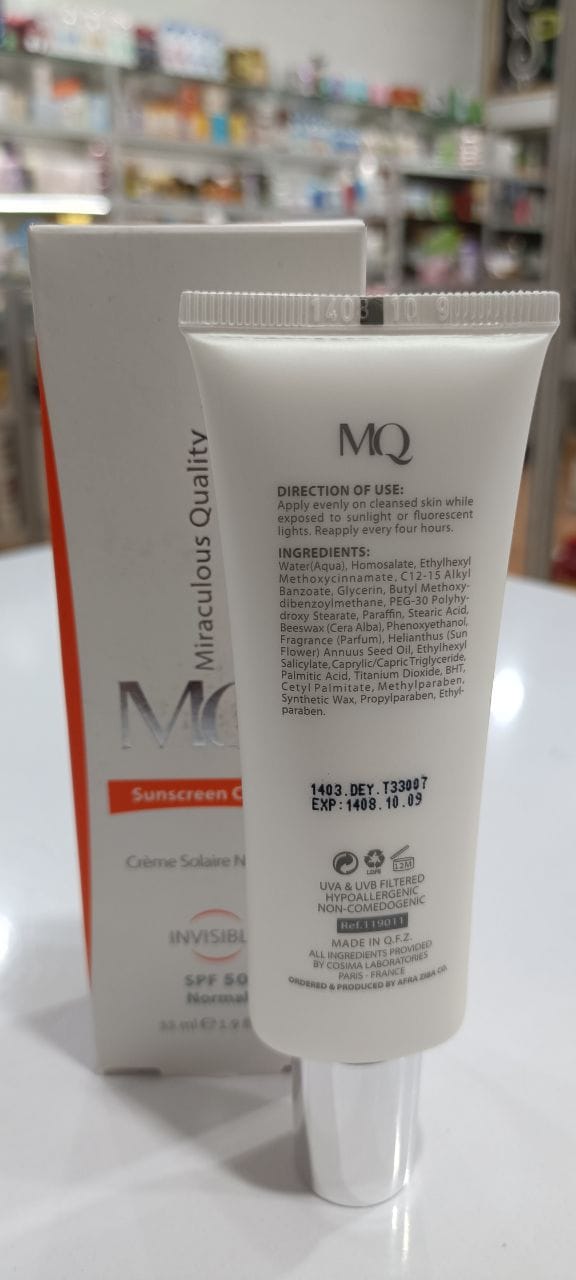 Miraculous Quality
MQ
Sunscreen
Crème Solaire
INVISIBL
SPF 50
Normal
1408 10 9
MQ
DIRECTION OF USE:
Apply evenly on cleansed skin while
exposed to sunlight or fluorescent
lights. Reapply every four hours.
INGREDIENTS:
Water(Aqua), Homosalate, Ethylhexyl
Methoxycinnamate, C12-15 Alkyl
Banzoate, Glycerin, Butyl Methoxy-
dibenzoylmethane, PEG-30 Polyhy-
droxy Stearate, Paraffin, Stearic Acid,
Beeswax (Cera Alba), Phenoxyethanol,
Fragrance (Parfum), Helianthus (Sun
Flower) Annuus Seed Oil, Ethylhexyl
Salicylate, Caprylic/Capric Triglyceride,
Palmitic Acid, Titanium Dioxide, BHT,
Cetyl Palmitate, Methylparaben,
Synthetic Wax, Propylparaben, Ethyl-
paraben.
1403.DEY.T33007
EXP:1408.10.09
LDPE
12M
UVA & UVB FILTERED
HYPOALLERGENIC
NON-COMEDOGENIC
Ref.119011
MADE IN Q.F.Z.
ALL INGREDIENTS PROVIDED
BY COSIMA LABORATORIES
PARIS - FRANCE
ORDERED & PRODUCED BY AFRA ZIBA CO.